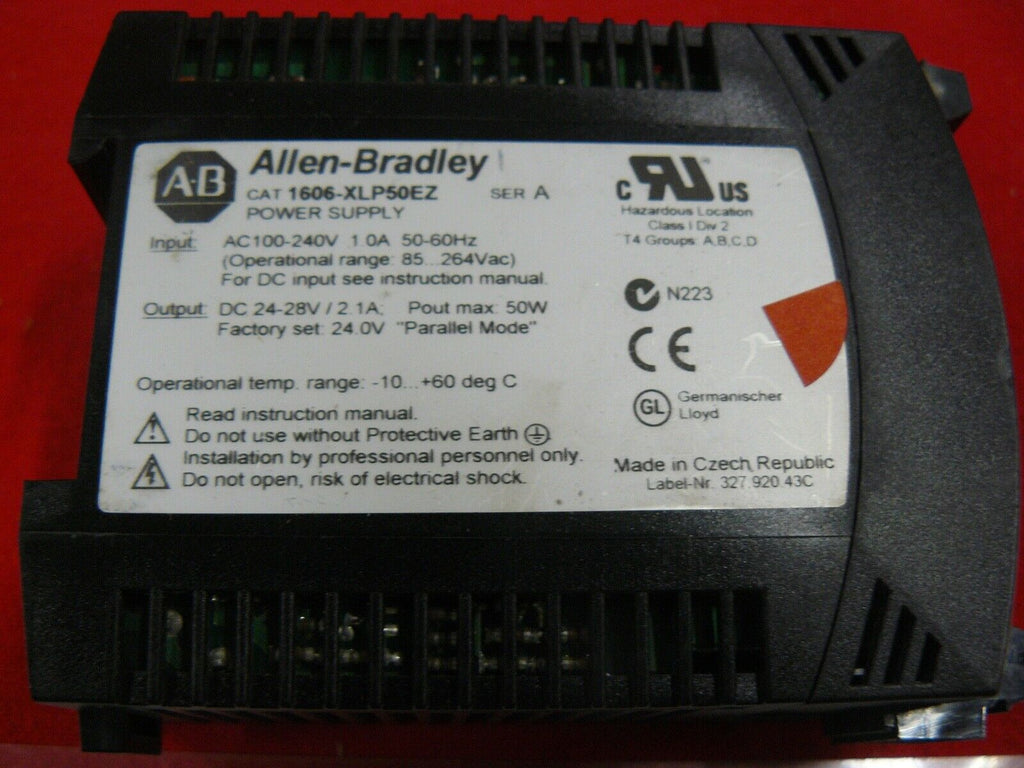 A-B Allen-Bradley
CAT 1606-XLP50EZ SER A
POWER SUPPLY
Input: AC100-240V 1.0A 50-60Hz
(Operational range: 85...264Vac)
For DC input see instruction manual.
Output: DC 24-28V / 2.1A; Pout max: 50W
Factory set: 24.0V "Parallel Mode"
Operational temp. range: -10...+60 deg C
Read instruction manual.
Do not use without Protective Earth
Installation by professional personnel only.
Do not open, risk of electrical shock.
C RU US
Hazardous Location
Class I Div 2
T4 Groups: A,B,C,D
N223
CE
GL Germanischer
Lloyd
Made in Czech Republic
Label-Nr. 327.920.43C